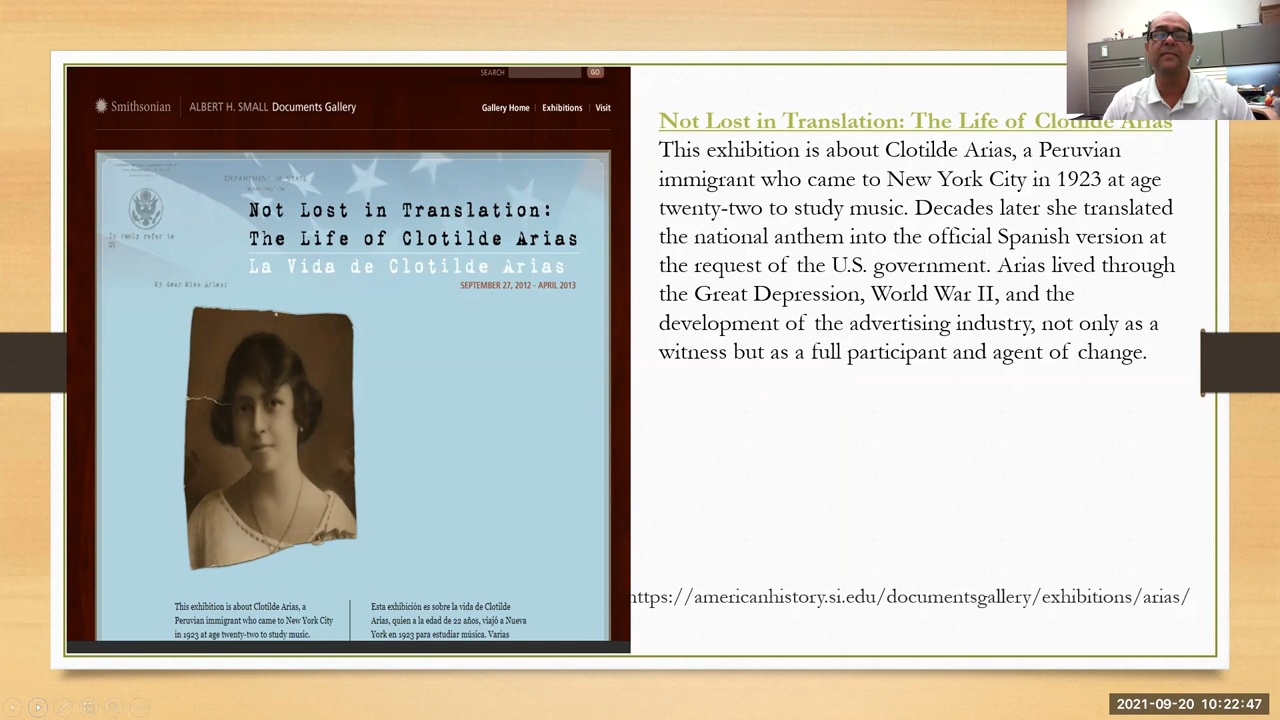 SEARCH GO
Smithsonian ALBERT H. SMALL Documents Gallery
Gallery Home Exhibitions Visit
DEPARTMENT OF STATE
WASHINGTON
In reply refer to
My dear Miss Arias:
Not Lost in Translation:
The Life of Clotilde Arias
La Vida de Clotilde Arias
SEPTEMBER 27, 2012 - APRIL 2013
This exhibition is about Clotilde Arias, a
Peruvian immigrant who came to New York City
in 1923 at age twenty-two to study music.
Esta exhibición es sobre la vida de Clotilde
Arias, quien a la edad de 22 años, viajó a Nueva
York en 1923 para estudiar música. Varias
Not Lost in Translation: The Life of Clotilde Arias
This exhibition is about Clotilde Arias, a Peruvian
immigrant who came to New York City in 1923 at age
twenty-two to study music. Decades later she translated
the national anthem into the official Spanish version at
the request of the U.S. government. Arias lived through
the Great Depression, World War II, and the
development of the advertising industry, not only as a
witness but as a full participant and agent of change.
https://americanhistory.si.edu/documentsgallery/exhibitions/arias/
2021-09-20 10:22:47